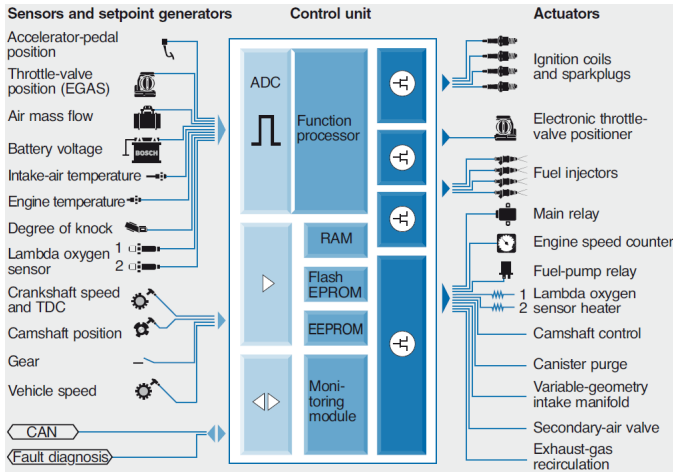 Sensors and setpoint generators
Control unit
Actuators
Accelerator-pedal
position
Throttle-valve
position (EGAS)
Air mass flow
Battery voltage
BOSCH
Intake-air temperature
Engine temperature
Degree of knock
Lambda oxygen
sensor
1
2
Crankshaft speed
and TDC
Camshaft position
Gear
Vehicle speed
CAN
Fault diagnosis
ADC
Function
processor
RAM
Flash
EPROM
EEPROM
Moni-
toring
module
Ignition coils
and sparkplugs
Electronic throttle-
valve positioner
Fuel injectors
Main relay
Engine speed counter
Fuel-pump relay
1 Lambda oxygen
2 sensor heater
Camshaft control
Canister purge
Variable-geometry
intake manifold
Secondary-air valve
Exhaust-gas
recirculation